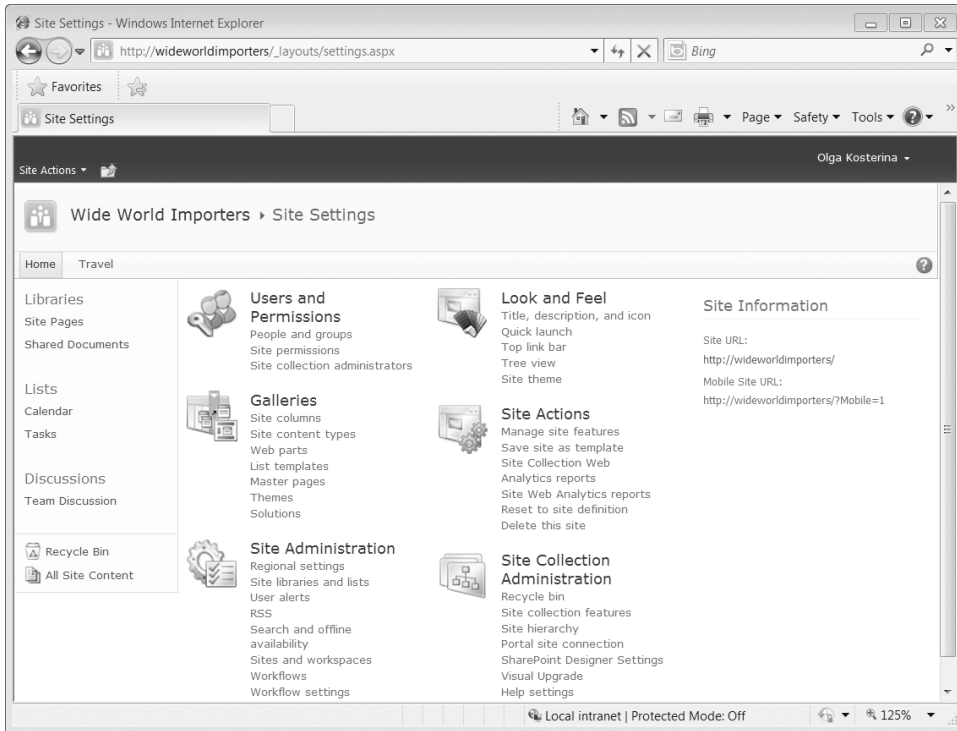 Site Settings - Windows Internet Explorer
http://wideworldimporters/_layouts/settings.aspx
Bing
Favorites
Site Settings
Page
Safety
Tools
Site Actions
Olga Kosterina
Wide World Importers
Site Settings
Home
Travel
Libraries
Site Pages
Shared Documents
Lists
Calendar
Tasks
Discussions
Team Discussion
Recycle Bin
All Site Content
Users and
Permissions
People and groups
Site permissions
Site collection administrators
Galleries
Site columns
Site content types
Web parts
List templates
Master pages
Themes
Solutions
Site Administration
Regional settings
Site libraries and lists
User alerts
RSS
Search and offline
availability
Sites and workspaces
Workflows
Workflow settings
Look and Feel
Title, description, and icon
Quick launch
Top link bar
Tree view
Site theme
Site Actions
Manage site features
Save site as template
Site Collection Web
Analytics reports
Site Web Analytics reports
Reset to site definition
Delete this site
Site Collection
Administration
Recycle bin
Site collection features
Site hierarchy
Portal site connection
SharePoint Designer Settings
Visual Upgrade
Help settings
Site Information
Site URL:
http://wideworldimporters/
Mobile Site URL:
http://wideworldimporters/?Mobile=1
Local intranet | Protected Mode: Off
125%